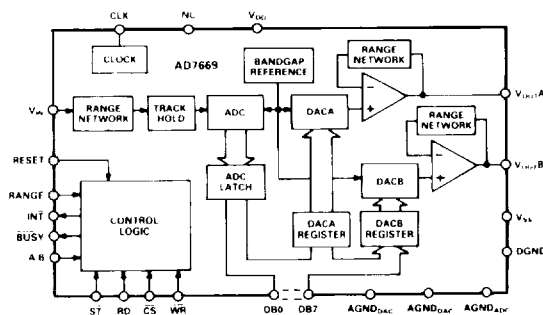 CLK
NC
VDD
CLOCK
AD7669
BANDGAP
REFERENCE
RANGE
NETWORK
RANGE
NETWORK
VIN
RANGE
NETWORK
TRACK
HOLD
ADC
DACA
VOUTA
RESET
ADC
LATCH
DACB
VOUTB
RANGE
INT
BUSY
A/B
CONTROL
LOGIC
DACA
REGISTER
DACB
REGISTER
VSS
DGND
ST
RD
CS
WR
DB0
DB7
AGNDDAC
AGNDDAC
AGNDADC